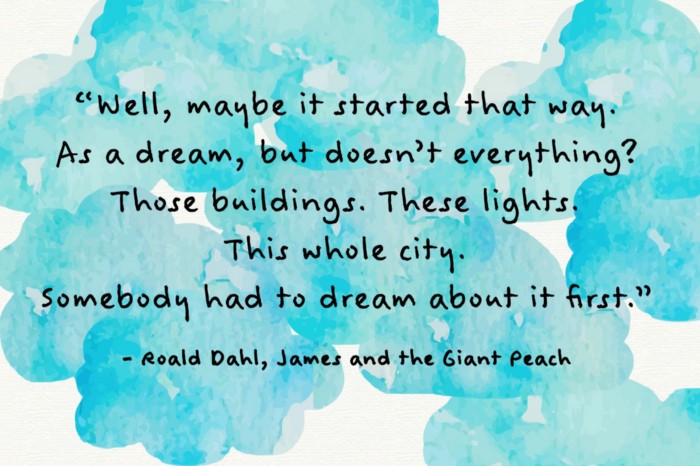 “Well, maybe it started that way.
As a dream, but doesn’t everything?
Those buildings. These lights.
This whole city.
Somebody had to dream about it first.”
- Roald Dahl, James and the Giant Peach